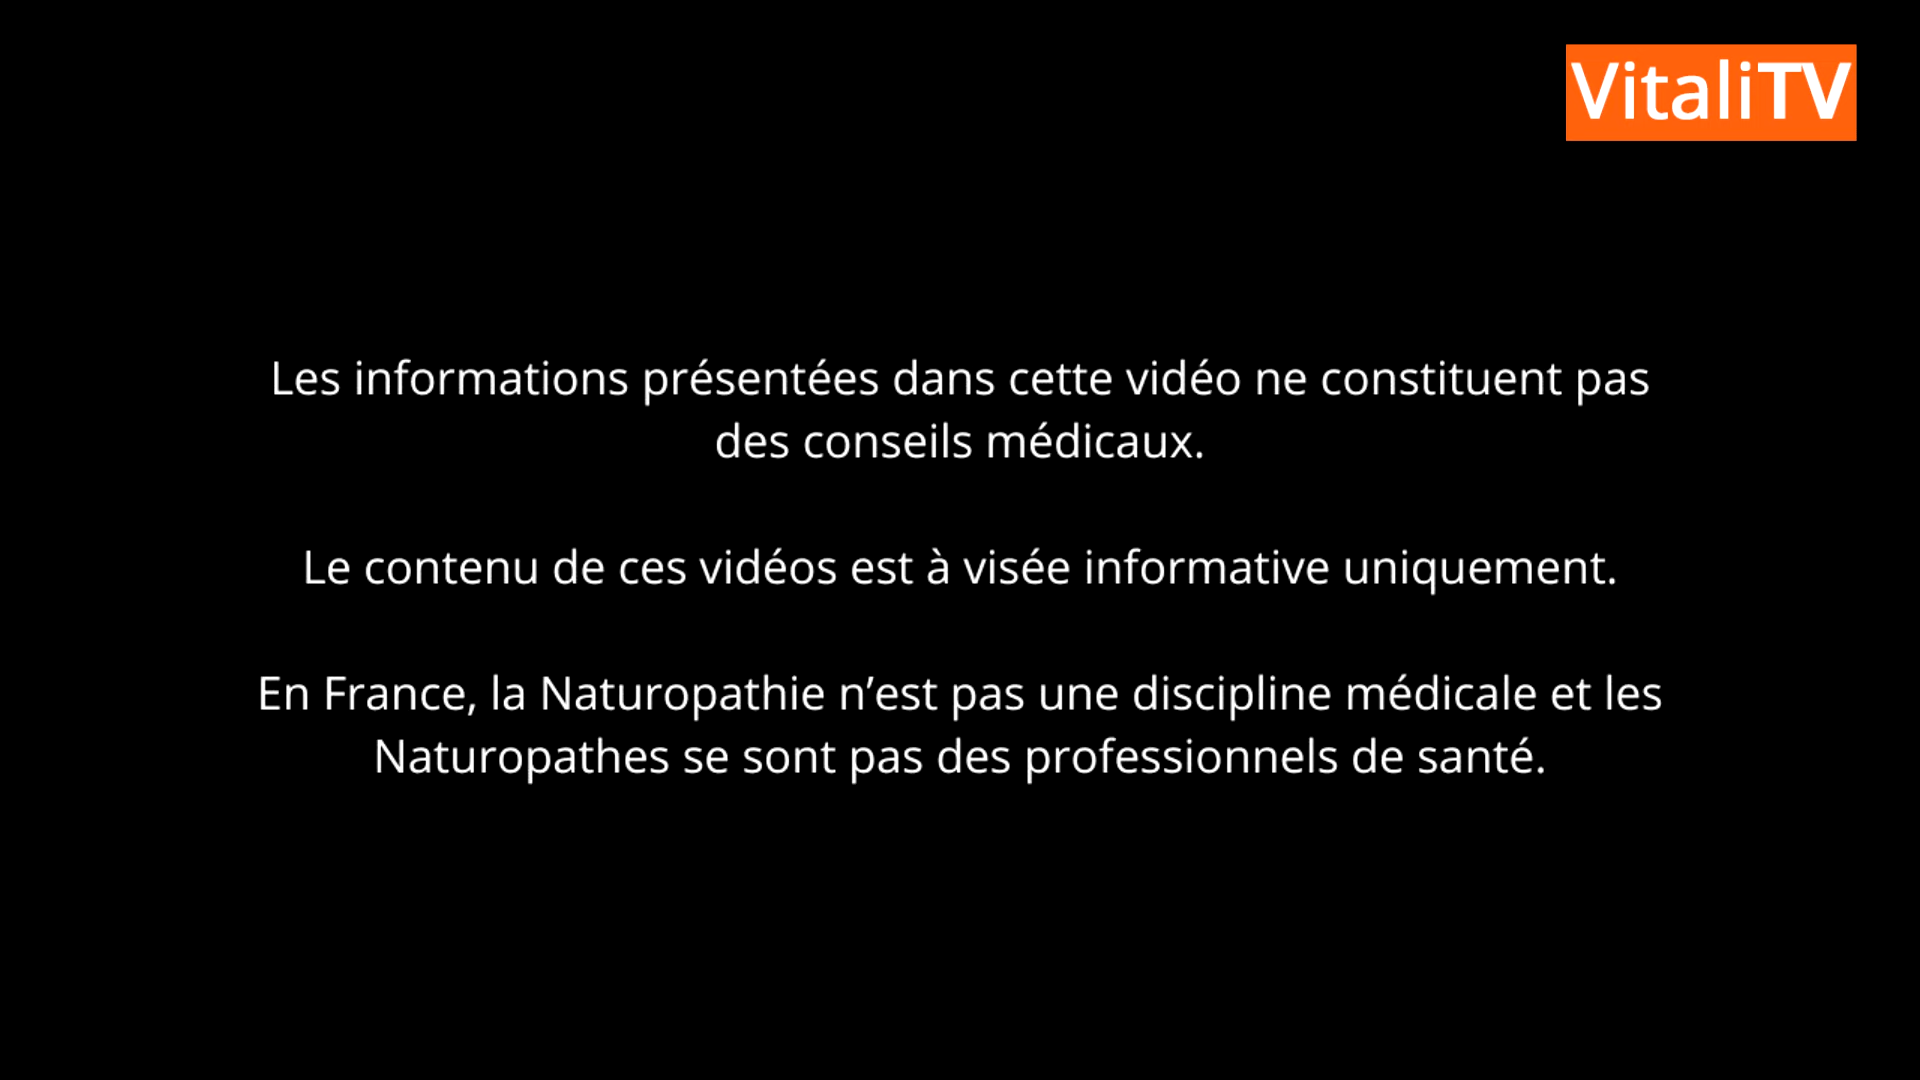 VitaliTV
Les informations présentées dans cette vidéo ne constituent pas
des conseils médicaux.
Le contenu de ces vidéos est à visée informative uniquement.
En France, la Naturopathie n’est pas une discipline médicale et les
Naturopathes se sont pas des professionnels de santé.